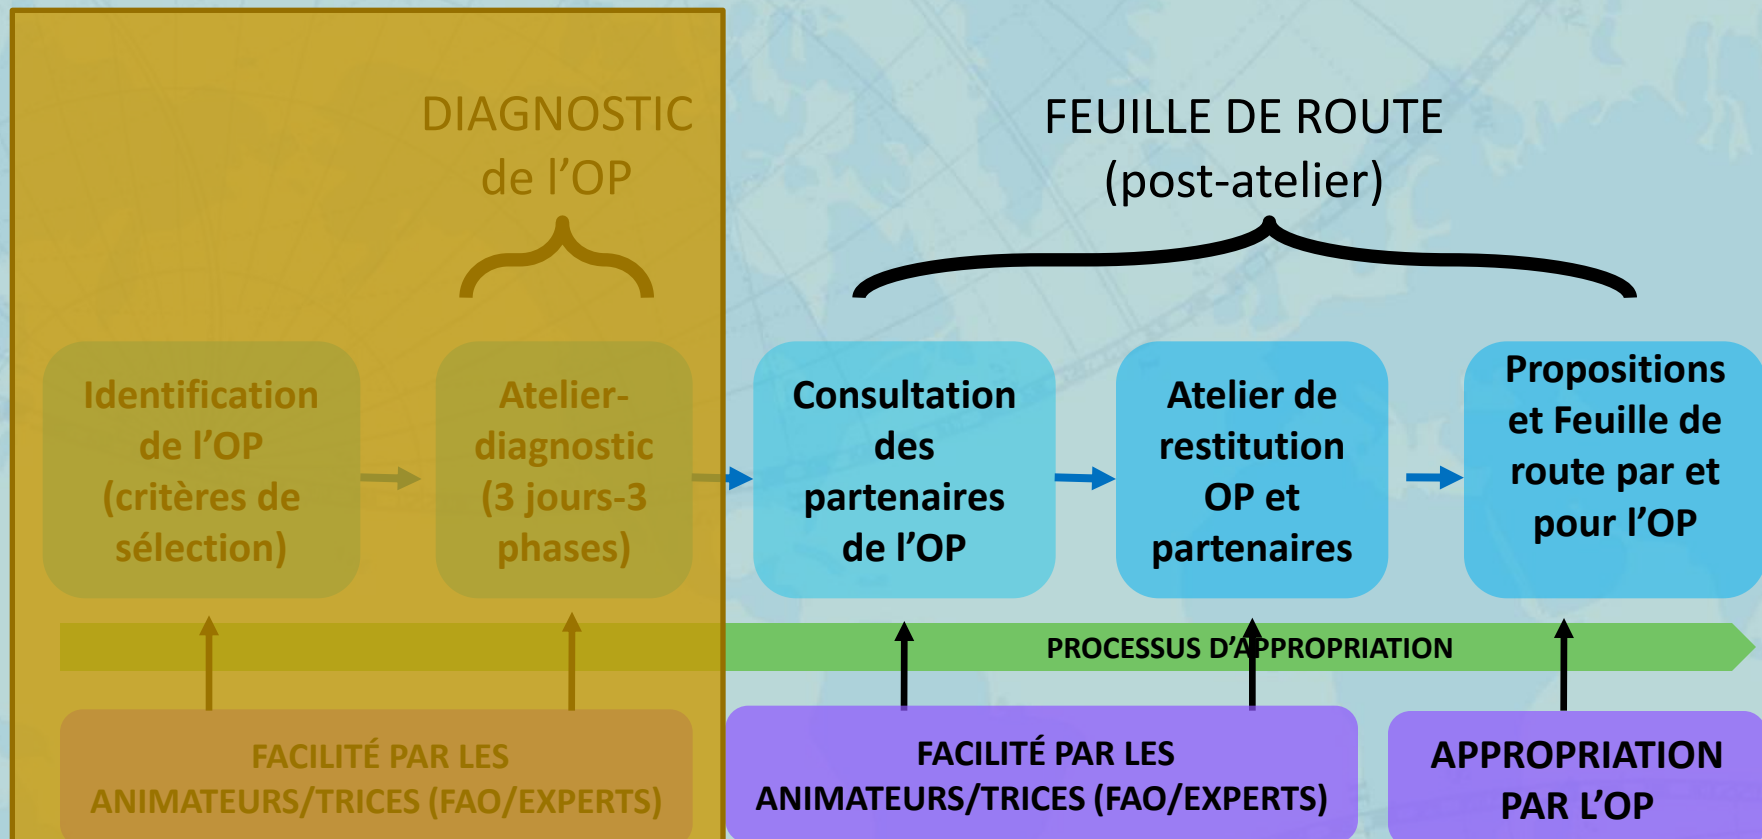 DIAGNOSTIC
de l’OP
FEUILLE DE ROUTE
(post-atelier)
Identification
de l’OP
(critères de
sélection)
Atelier-
diagnostic
(3 jours-3
phases)
Consultation
des
partenaires
de l’OP
Atelier de
restitution
OP et
partenaires
Propositions
et Feuille de
route par et
pour l’OP
PROCESSUS D’APPROPRIATION
FACILITÉ PAR LES
ANIMATEURS/TRICES (FAO/EXPERTS)
FACILITÉ PAR LES
ANIMATEURS/TRICES (FAO/EXPERTS)
APPROPRIATION
PAR L’OP